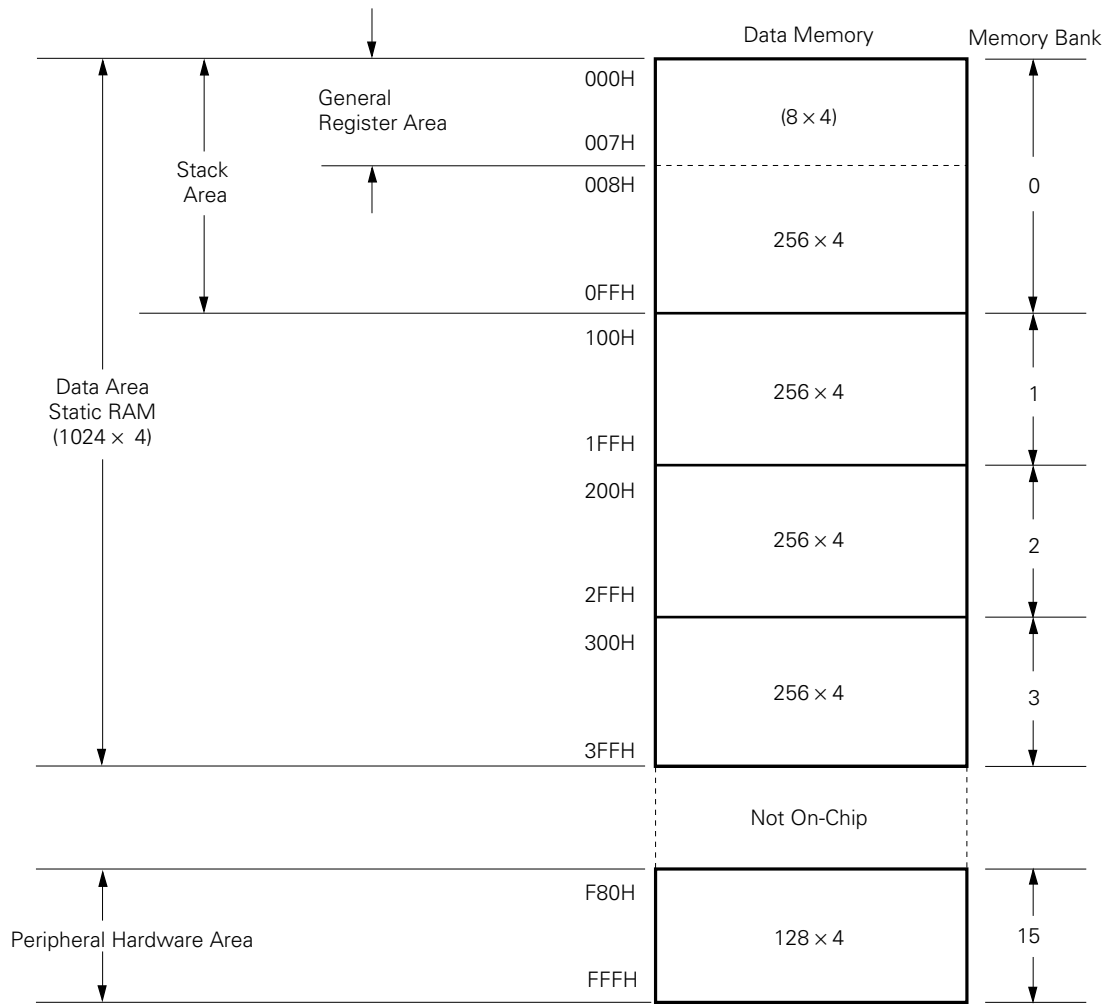 Data Memory
Memory Bank
000H
General
Register Area
(8 × 4)
007H
Stack
Area
008H
0
256 × 4
0FFH
100H
Data Area
Static RAM
(1024 × 4)
256 × 4
1
1FFH
200H
256 × 4
2
2FFH
300H
256 × 4
3
3FFH
Not On-Chip
F80H
Peripheral Hardware Area
128 × 4
15
FFFH